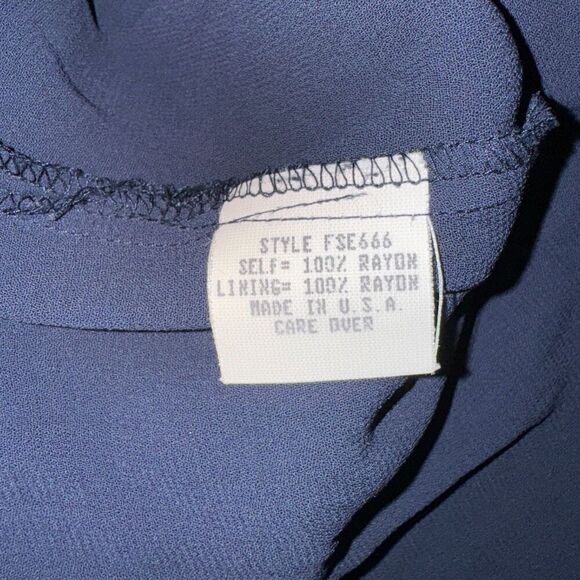 STYLE FSE666
SELF= 100% RAYON
LINING= 100% RAYON
MADE IN U.S.A.
CARE OVER